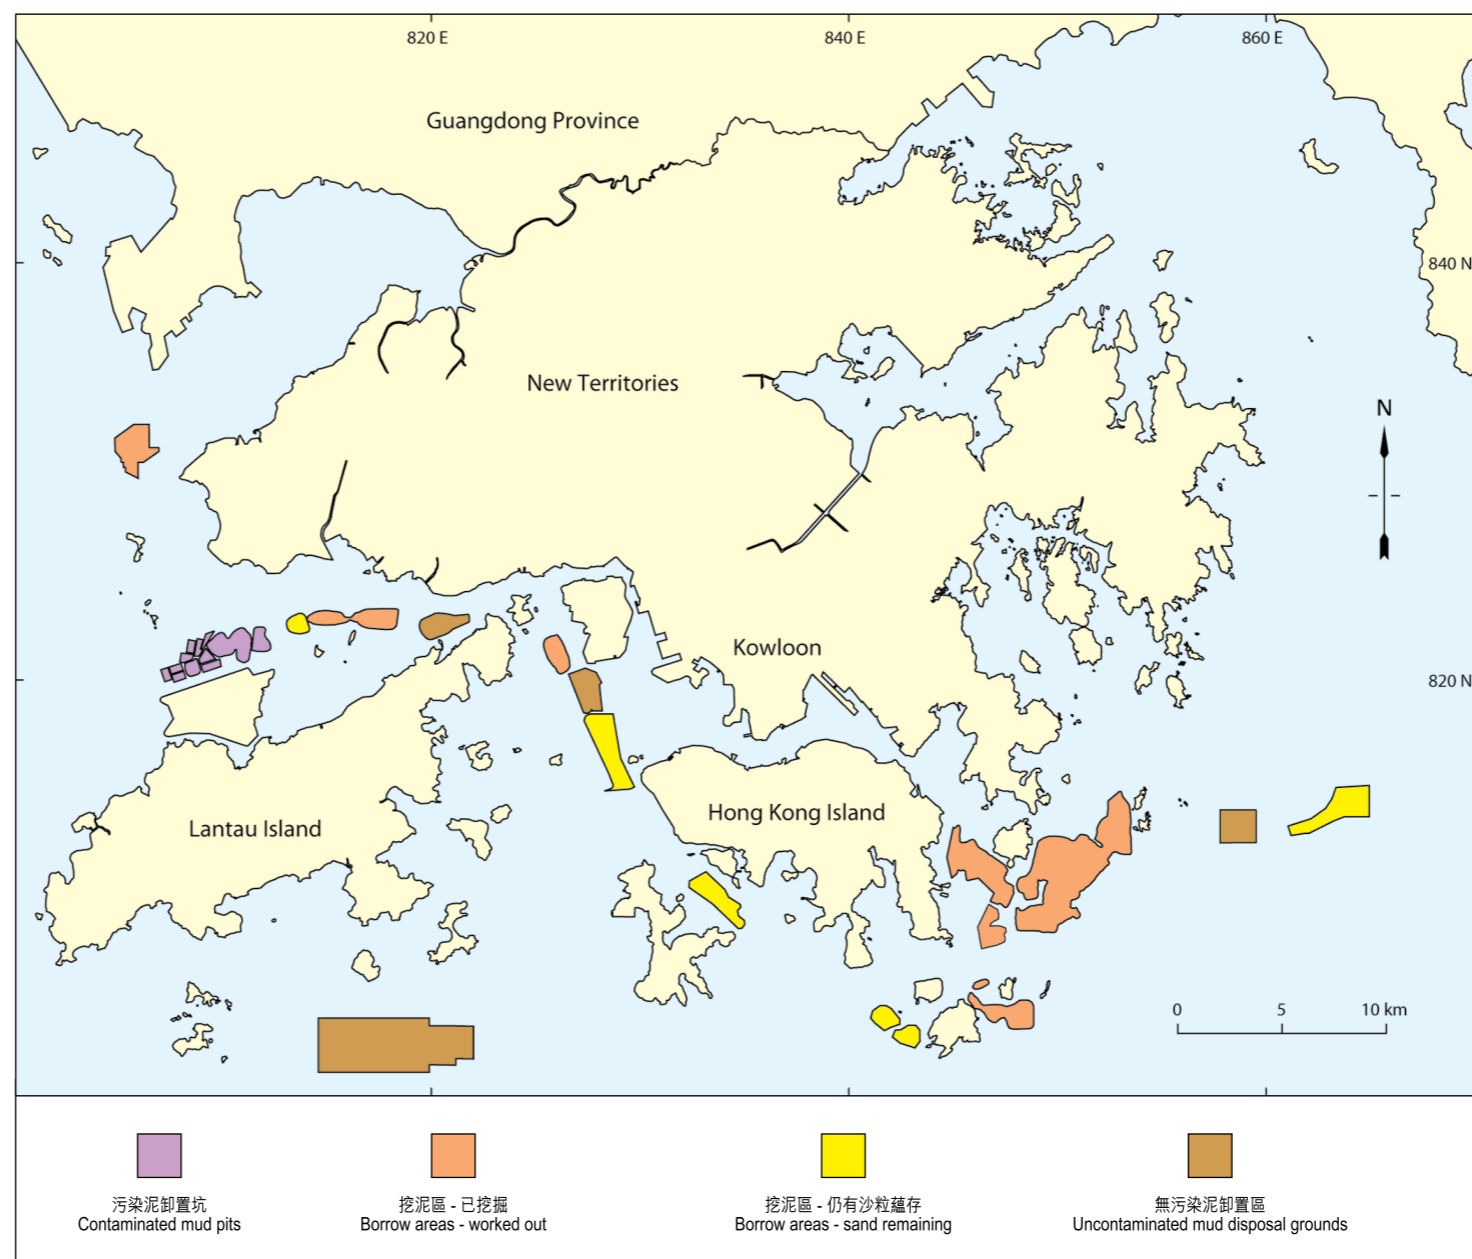 820 E
840 E
860 E
Guangdong Province
840 N
New Territories
N
Kowloon
820 N
Hong Kong Island
Lantau Island
0 5 10 km
污染泥卸置坑
Contaminated mud pits
挖泥區 - 已挖掘
Borrow areas - worked out
挖泥區 - 仍有沙粒蘊存
Borrow areas - sand remaining
無污染泥卸置區
Uncontaminated mud disposal grounds